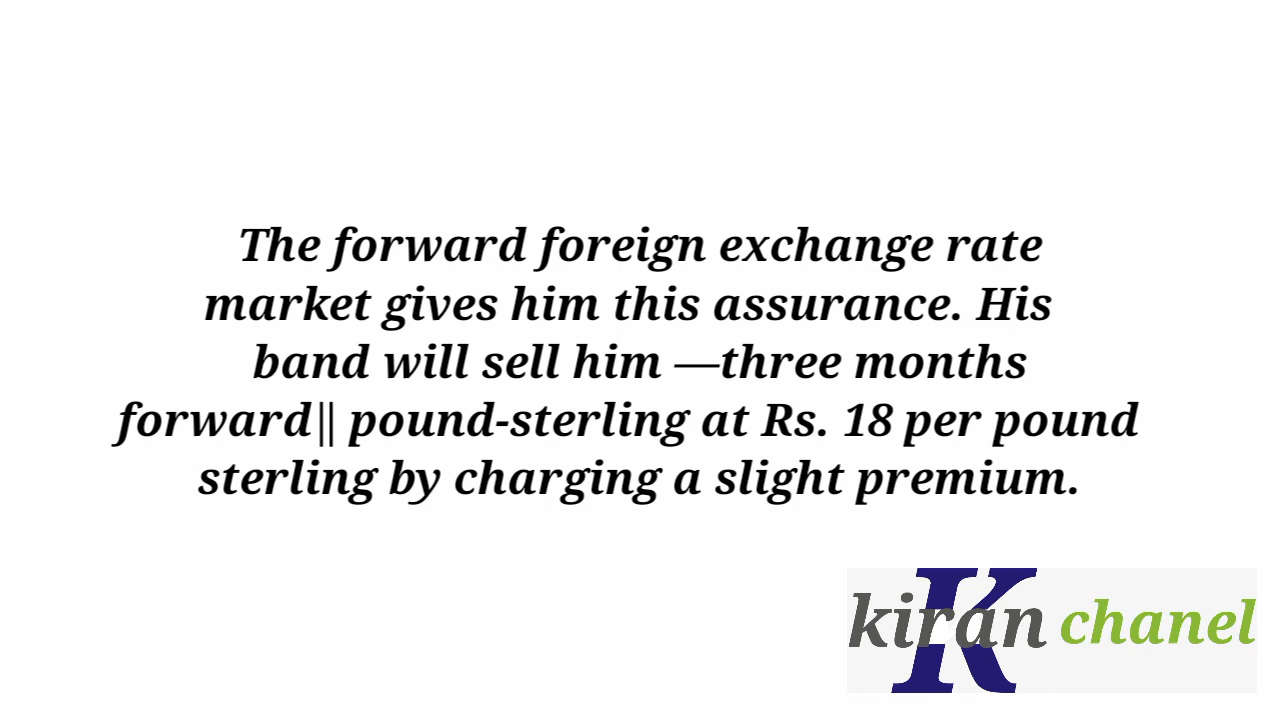 The forward foreign exchange rate
market gives him this assurance. His
band will sell him —three months
forward‖ pound-sterling at Rs. 18 per pound
sterling by charging a slight premium.
kiran chanel
K